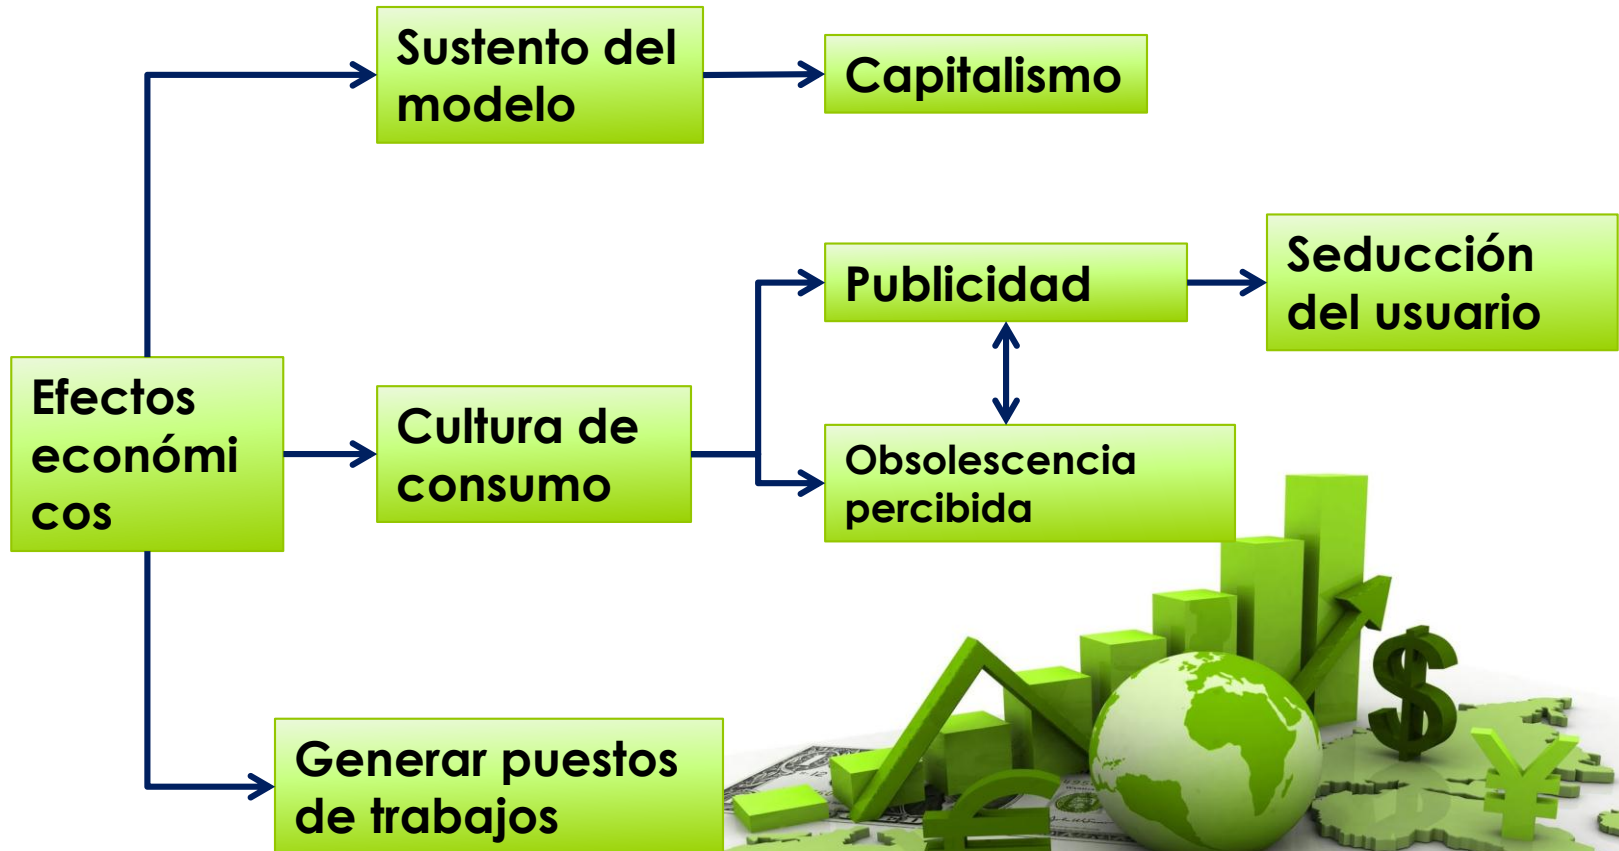 Sustento del
modelo
Capitalismo
Publicidad
Seducción
del usuario
Efectos
económi
cos
Cultura de
consumo
Obsolescencia
percibida
Generar puestos
de trabajos
$
¥
€